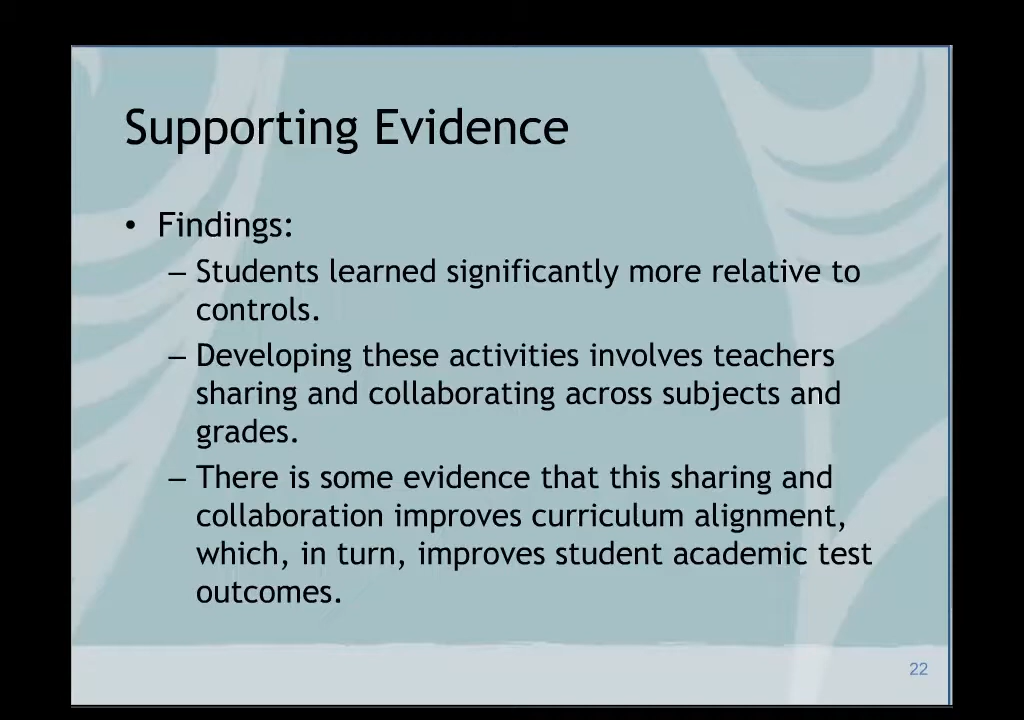 Supporting Evidence
• Findings:
– Students learned significantly more relative to
controls.
– Developing these activities involves teachers
sharing and collaborating across subjects and
grades.
– There is some evidence that this sharing and
collaboration improves curriculum alignment,
which, in turn, improves student academic test
outcomes.
22